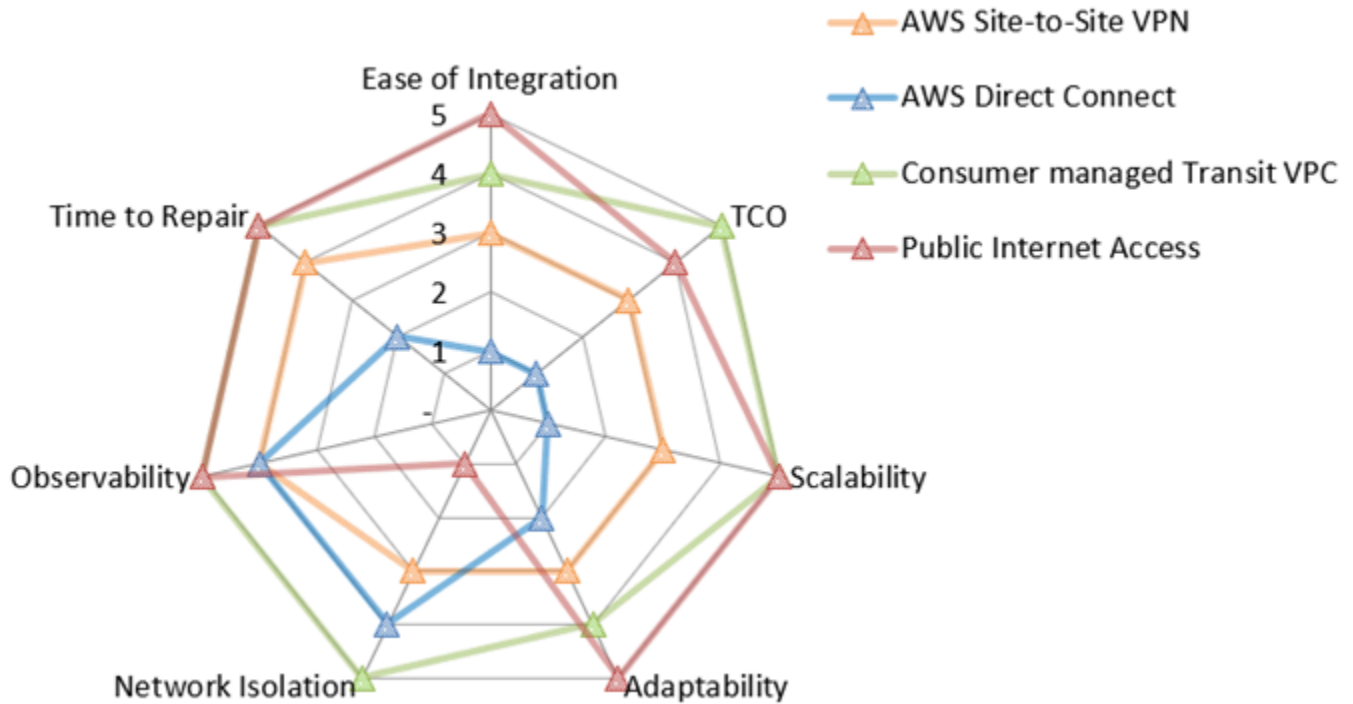 AWS Site-to-Site VPN
AWS Direct Connect
Consumer managed Transit VPC
Public Internet Access
Ease of Integration
5
4
3
2
1
-
TCO
Scalability
Adaptability
Network Isolation
Observability
Time to Repair